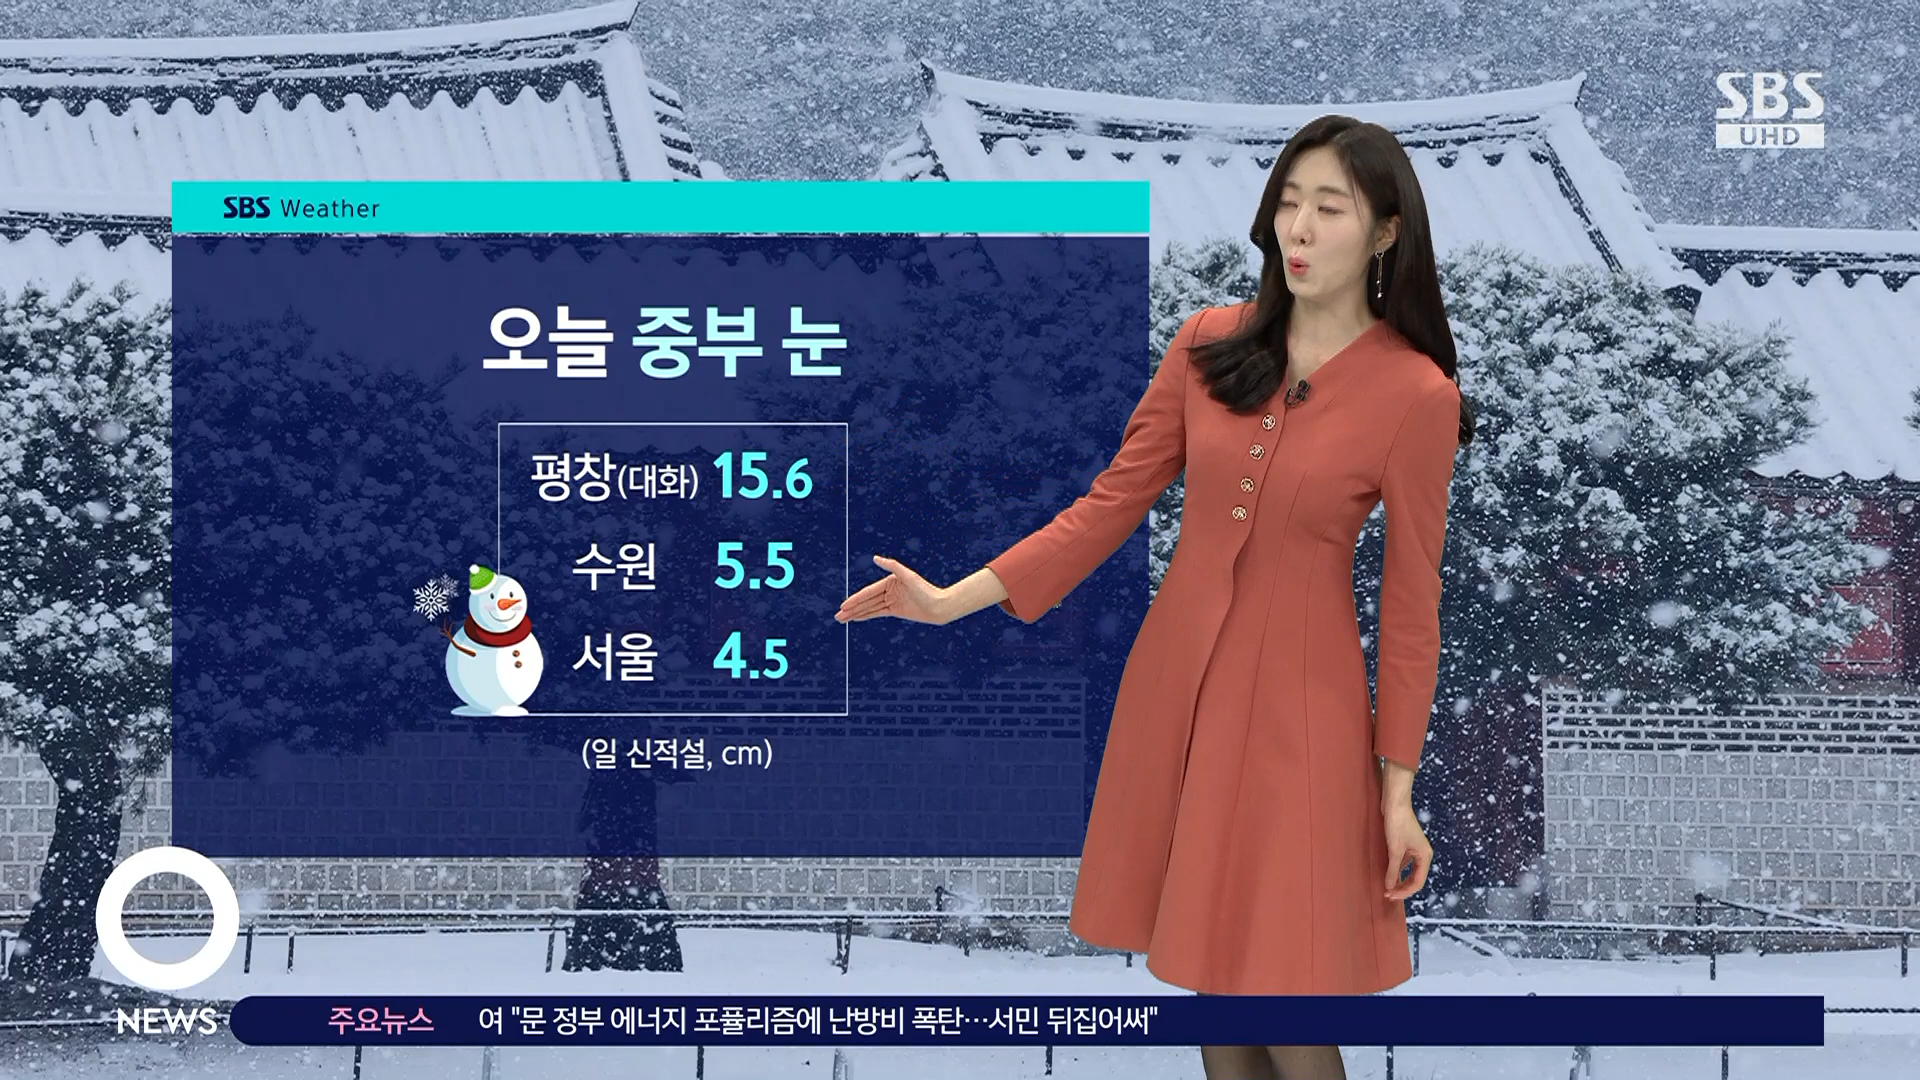 SBS
UHD
SBS Weather
오늘 중부 눈
평창(대화) 15.6
수원 5.5
서울 4.5
(일 신적설, cm)
NEWS
주요뉴스 여 "문 정부 에너지 포퓰리즘에 난방비 폭탄…서민 뒤집어써"